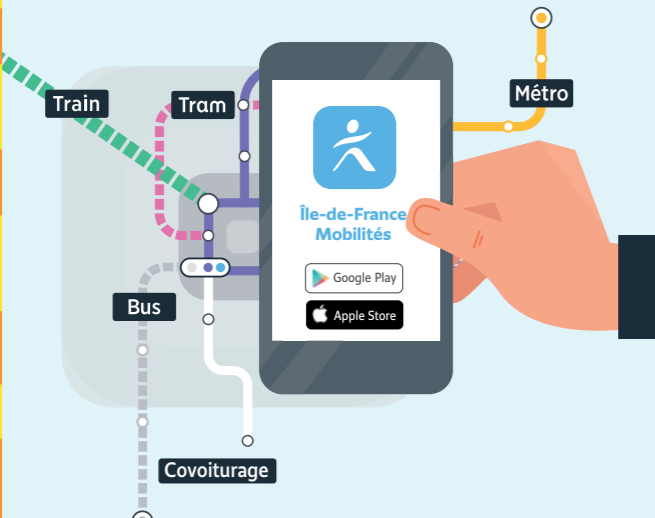 Métro
Train
Tram
Île-de-France
Mobilités
Google Play
Bus
Apple Store
Covoiturage